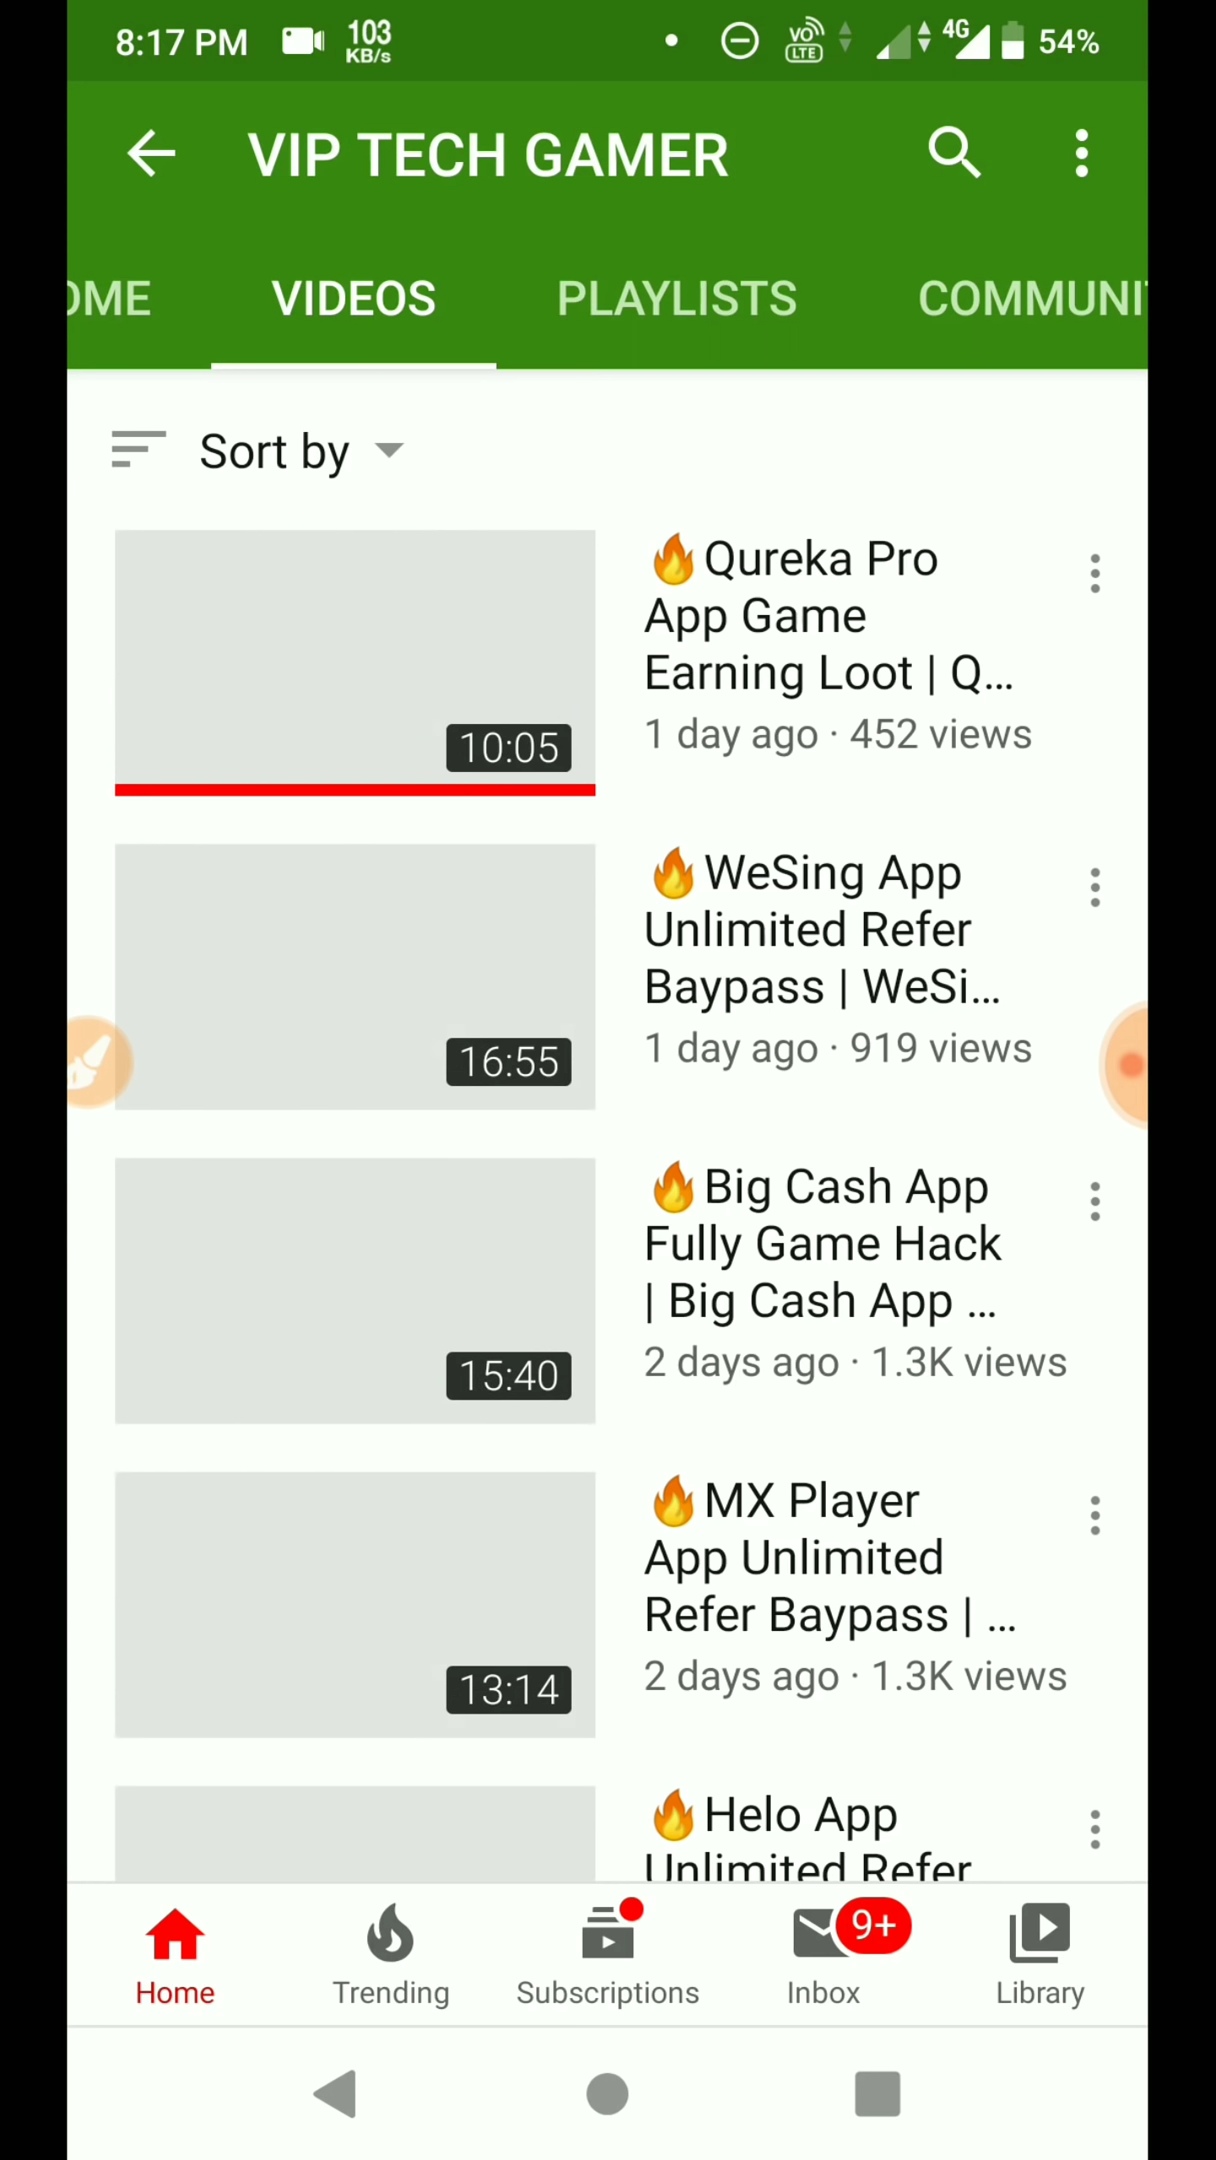 8:17 PM 103 KB/s VO LTE 4G 54%
VIP TECH GAMER
OME VIDEOS PLAYLISTS COMMUNI
Sort by
🔥Qureka Pro
App Game
Earning Loot | Q...
1 day ago · 452 views
10:05
🔥WeSing App
Unlimited Refer
Baypass | WeSi...
1 day ago · 919 views
16:55
🔥Big Cash App
Fully Game Hack
| Big Cash App ...
2 days ago · 1.3K views
15:40
🔥MX Player
App Unlimited
Refer Baypass | ...
2 days ago · 1.3K views
13:14
🔥Helo App
Unlimited Refer
9+
Home Trending Subscriptions Inbox Library